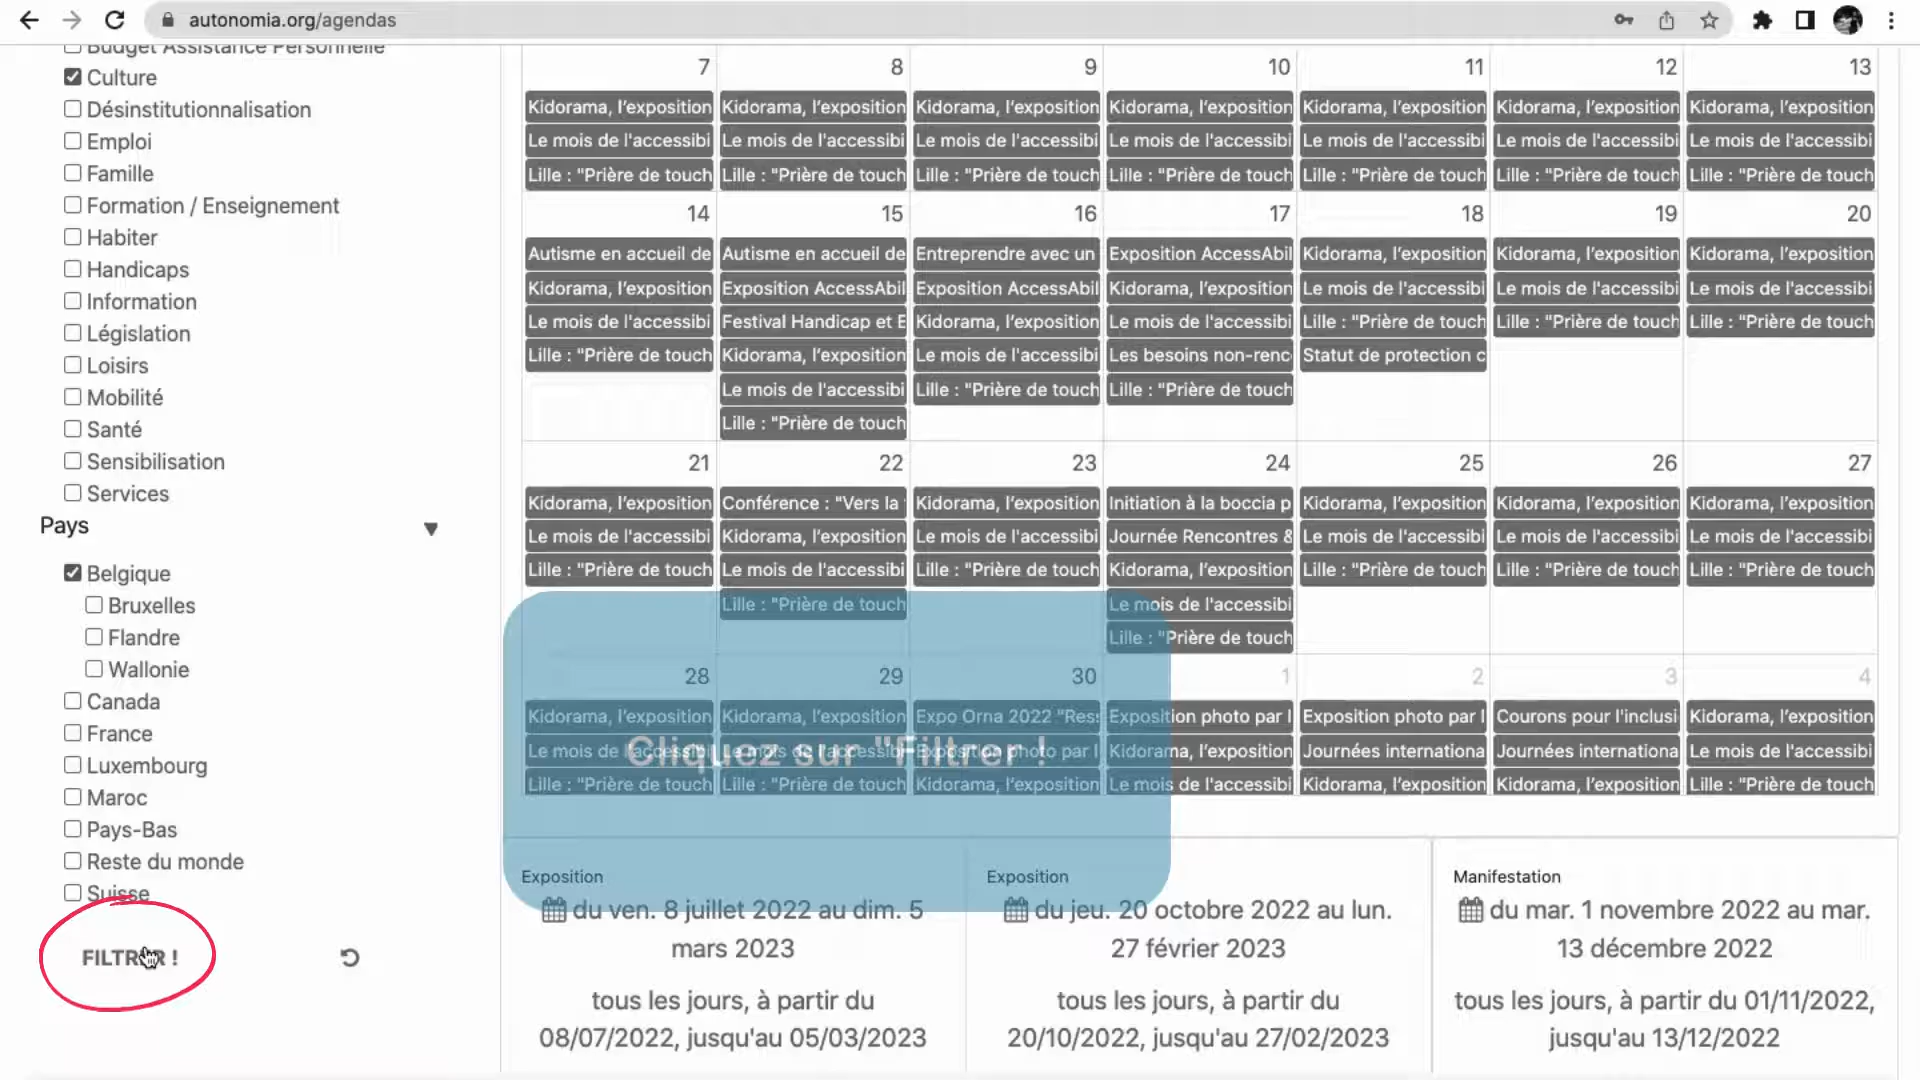 autonomia.org/agendas
Budget Assistance Personnelle
Culture
Désinstitutionnalisation
Emploi
Famille
Formation / Enseignement
Habiter
Handicaps
Information
Législation
Loisirs
Mobilité
Santé
Sensibilisation
Services
Pays
Belgique
Bruxelles
Flandre
Wallonie
Canada
France
Luxembourg
Maroc
Pays-Bas
Reste du monde
Suisse
FILTRER !
7 8 9 10 11 12 13
Kidorama, l'exposition Kidorama, l'exposition Kidorama, l'exposition Kidorama, l'exposition Kidorama, l'exposition Kidorama, l'exposition Kidorama, l'exposition
Le mois de l'accessibi Le mois de l'accessibi Le mois de l'accessibi Le mois de l'accessibi Le mois de l'accessibi Le mois de l'accessibi Le mois de l'accessibi
Lille : "Prière de touch Lille : "Prière de touch Lille : "Prière de touch Lille : "Prière de touch Lille : "Prière de touch Lille : "Prière de touch Lille : "Prière de touch
14 15 16 17 18 19 20
Autisme en accueil de Autisme en accueil de Entreprendre avec un Exposition AccessAbil Kidorama, l'exposition Kidorama, l'exposition Kidorama, l'exposition
Kidorama, l'exposition Exposition AccessAbil Exposition AccessAbil Kidorama, l'exposition Le mois de l'accessibi Le mois de l'accessibi Le mois de l'accessibi
Le mois de l'accessibi Festival Handicap et E Kidorama, l'exposition Le mois de l'accessibi Lille : "Prière de touch Lille : "Prière de touch Lille : "Prière de touch
Lille : "Prière de touch Kidorama, l'exposition Le mois de l'accessibi Les besoins non-renc Statut de protection c
Le mois de l'accessibi Lille : "Prière de touch Lille : "Prière de touch
Lille : "Prière de touch
21 22 23 24 25 26 27
Kidorama, l'exposition Conférence : "Vers la Kidorama, l'exposition Initiation à la boccia p Kidorama, l'exposition Kidorama, l'exposition Kidorama, l'exposition
Le mois de l'accessibi Kidorama, l'exposition Le mois de l'accessibi Journée Rencontres & Le mois de l'accessibi Le mois de l'accessibi Le mois de l'accessibi
Lille : "Prière de touch Le mois de l'accessibi Lille : "Prière de touch Kidorama, l'exposition Lille : "Prière de touch Lille : "Prière de touch Lille : "Prière de touch
Lille : "Prière de touch Le mois de l'accessibi
Lille : "Prière de touch
28 29 30 1 2 3 4
Kidorama, l'exposition Kidorama, l'exposition Expo Orna 2022 "Ress Exposition photo par l Exposition photo par l Courons pour l'inclusi Kidorama, l'exposition
Le mois de l'accessibi Le mois de l'accessibi Exposition photo par l Kidorama, l'exposition Journées internationa Journées internationa Le mois de l'accessibi
Cliquez sur "Filtrer !
Lille : "Prière de touch Lille : "Prière de touch Kidorama, l'exposition Le mois de l'accessibi Kidorama, l'exposition Kidorama, l'exposition Lille : "Prière de touch
Exposition
du ven. 8 juillet 2022 au dim. 5
mars 2023
tous les jours, à partir du
08/07/2022, jusqu'au 05/03/2023
Exposition
du jeu. 20 octobre 2022 au lun.
27 février 2023
tous les jours, à partir du
20/10/2022, jusqu'au 27/02/2023
Manifestation
du mar. 1 novembre 2022 au mar.
13 décembre 2022
tous les jours, à partir du 01/11/2022,
jusqu'au 13/12/2022